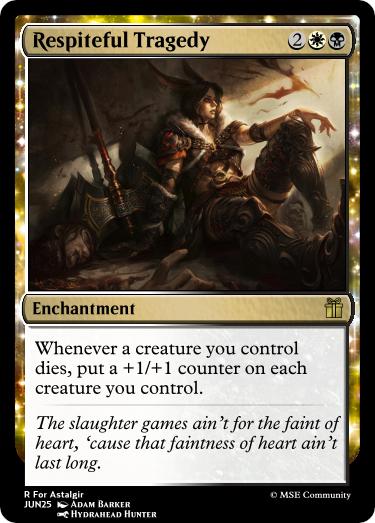 Respiteful Tragedy 2
Enchantment
Whenever a creature you control
dies, put a +1/+1 counter on each
creature you control.
The slaughter games ain't for the faint of
heart, ‘cause that faintness of heart ain't
last long.
R For Astalgir
JUN25 Adam Barker © MSE Community
Hydrahead Hunter